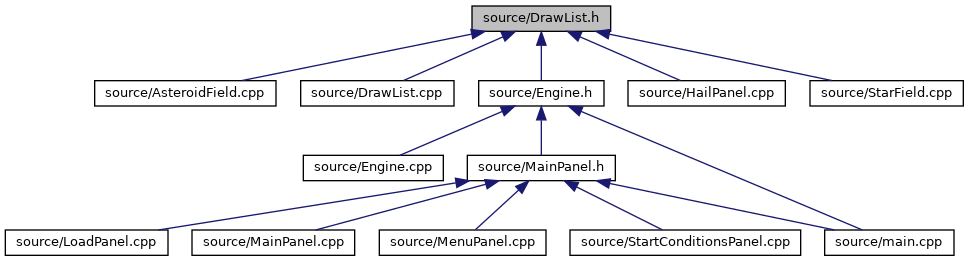 source/DrawList.h
source/AsteroidField.cpp
source/DrawList.cpp
source/Engine.h
source/HailPanel.cpp
source/StarField.cpp
source/Engine.cpp
source/MainPanel.h
source/LoadPanel.cpp
source/MainPanel.cpp
source/MenuPanel.cpp
source/StartConditionsPanel.cpp
source/main.cpp